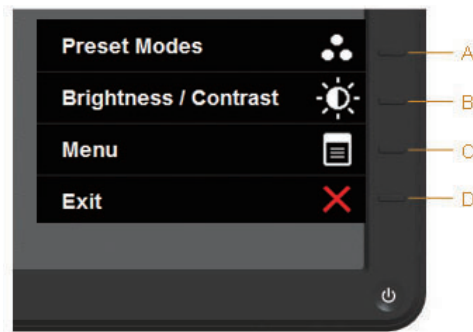 Preset Modes
A
Brightness / Contrast
B
Menu
C
Exit
D